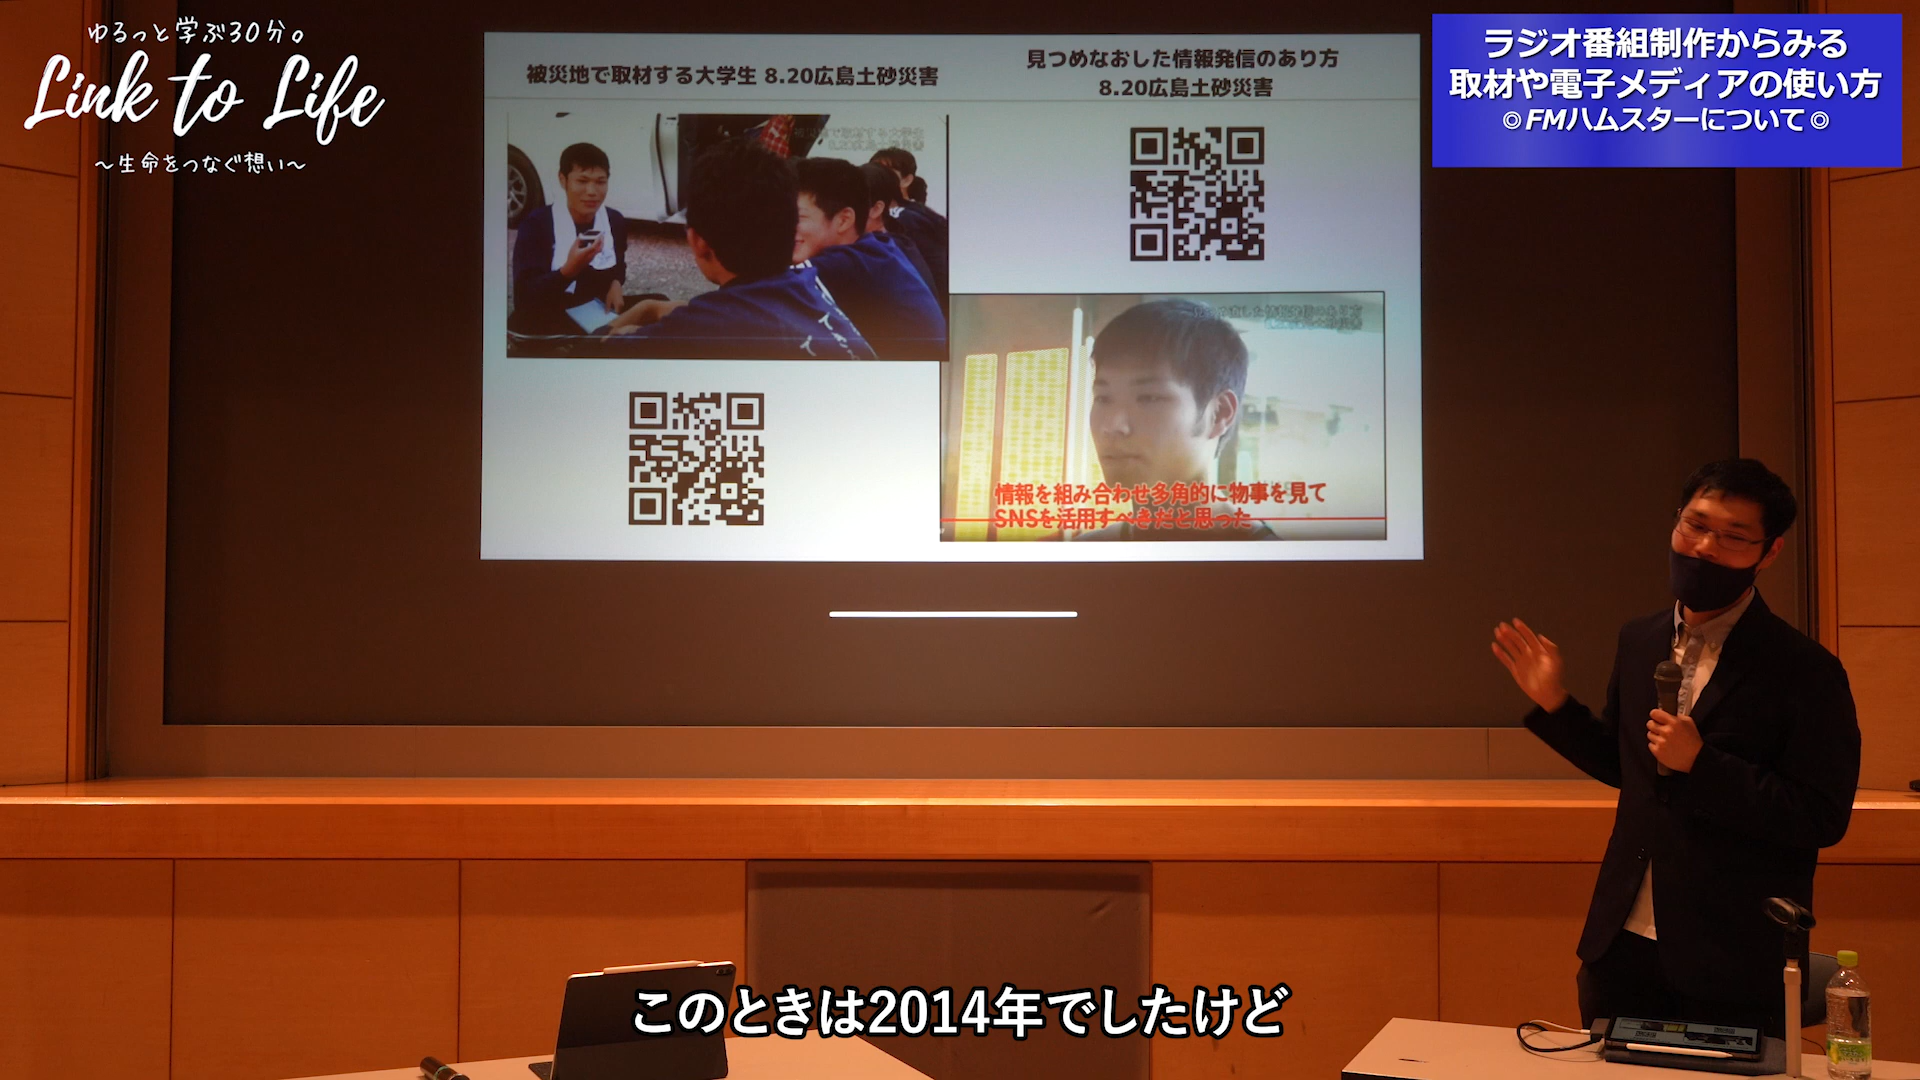 ゆるっと学ぶ30分。
Link to Life
～生命をつなぐ想い～
ラジオ番組制作からみる
取材や電子メディアの使い方
◎FMハムスターについて◎
被災地で取材する大学生 8.20広島土砂災害
見つめなおした情報発信のあり方
8.20広島土砂災害
情報を組み合わせ多角的に物事を見て
SNSを活用すべきだと思った
このときは2014年でしたけど